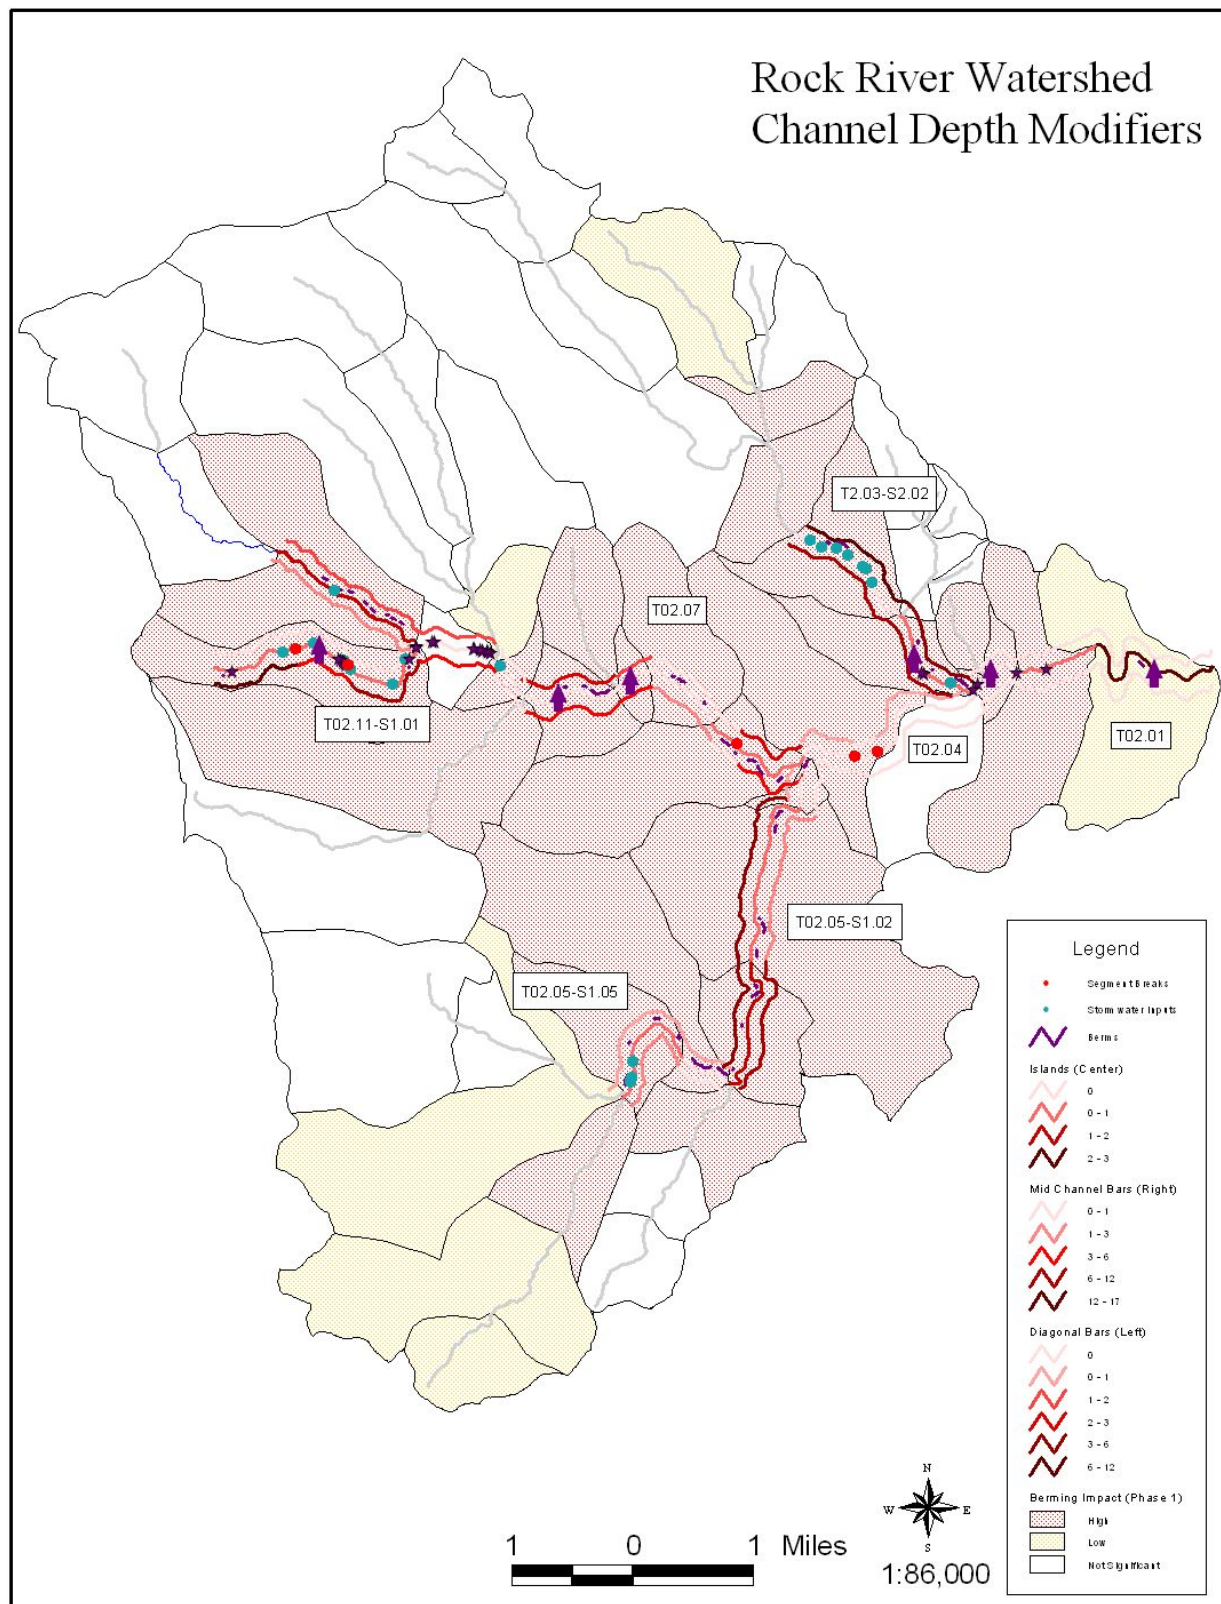 Rock River Watershed
Channel Depth Modifiers
T2.03-S2.02
T02.07
T02.11-S1.01
T02.04
T02.01
T02.05-S1.02
T02.05-S1.05
Legend
Segment Breaks
Stormwater Inputs
Berms
Islands (Center)
0
0 - 1
1 - 2
2 - 3
Mid Channel Bars (Right)
0 - 1
1 - 3
3 - 6
6 - 12
12 - 17
Diagonal Bars (Left)
0
0 - 1
1 - 2
2 - 3
3 - 6
6 - 12
Berming Impact (Phase 1)
High
Low
Not Significant
N
W E
S
1 0 1 Miles
1:86,000